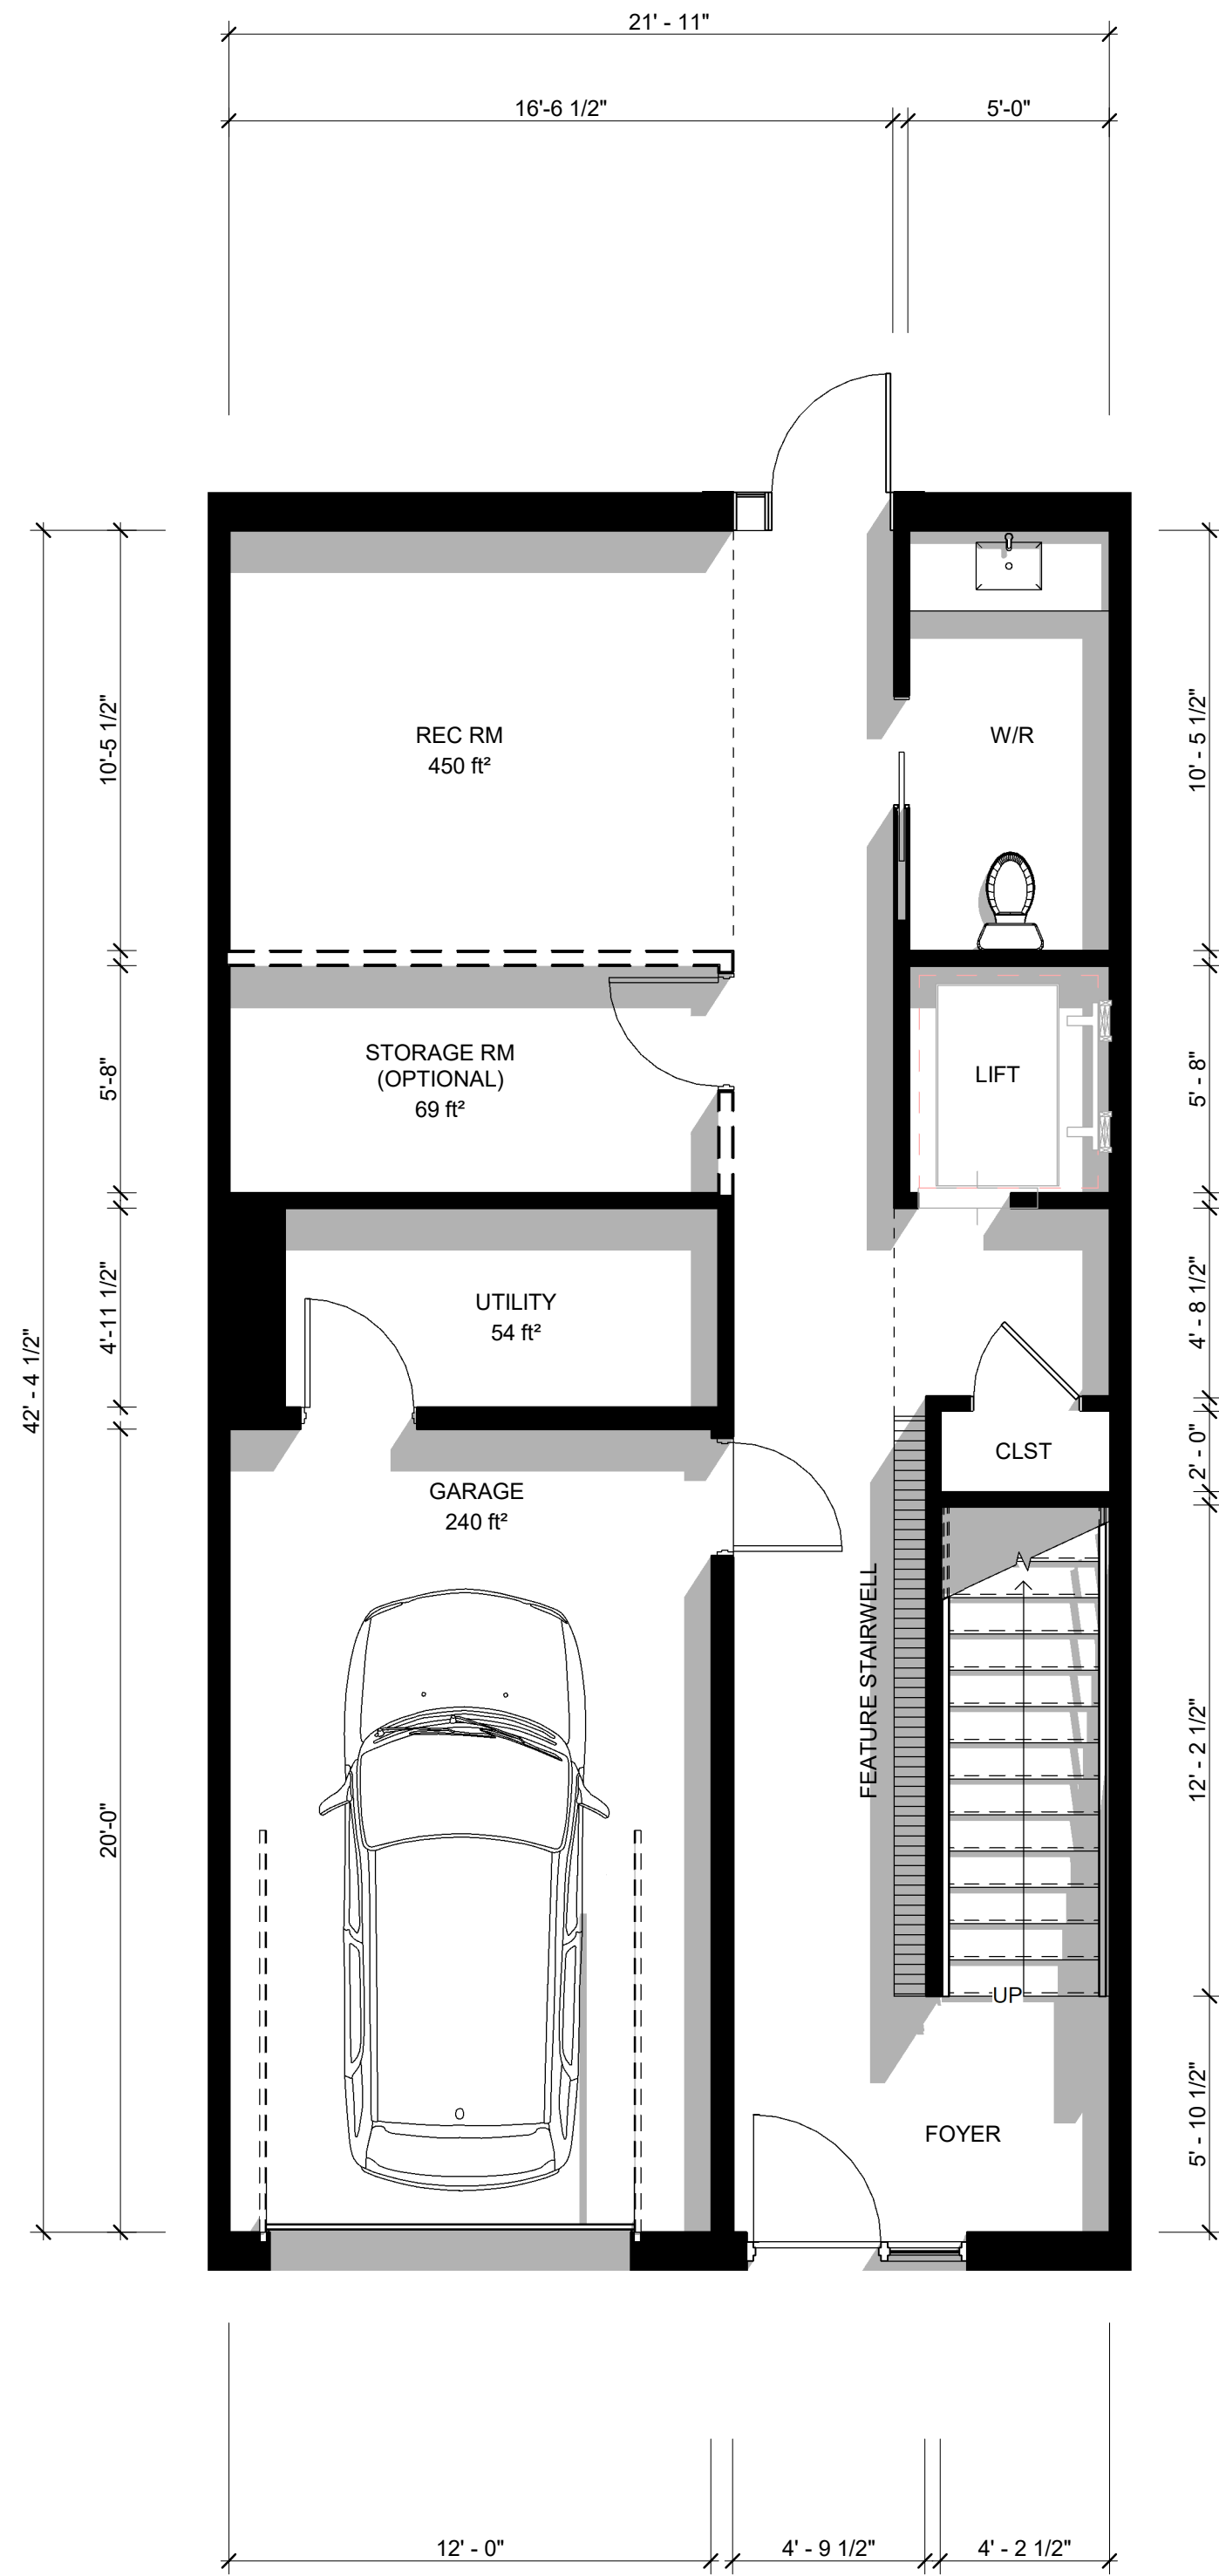 21' - 11"
16'-6 1/2"
5'-0"
REC RM
450 ft²
W/R
10'-5 1/2"
10' - 5 1/2"
STORAGE RM
(OPTIONAL)
69 ft²
LIFT
5'-8"
5' - 8"
UTILITY
54 ft²
4'-11 1/2"
4' - 8 1/2"
42' - 4 1/2"
CLST
2' - 0"
GARAGE
240 ft²
FEATURE STAIRWELL
12' - 2 1/2"
20'-0"
UP
FOYER
5' - 10 1/2"
12' - 0"
4' - 9 1/2"
4' - 2 1/2"